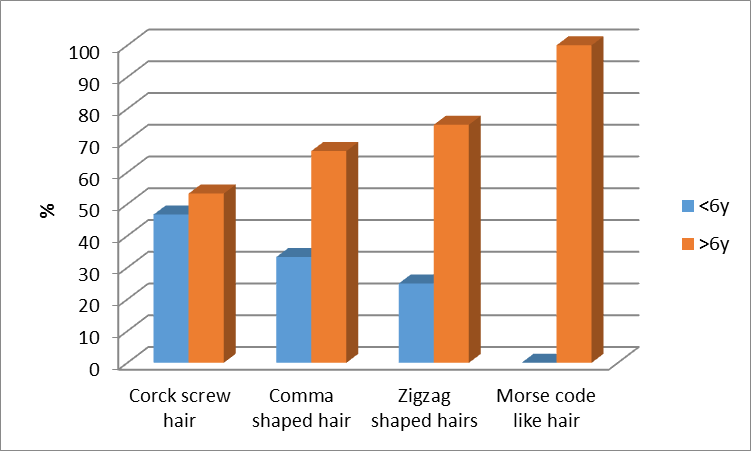 100
90
80
70
60
50
40
30
20
10
0
%
Corck screw
hair
Comma
shaped hair
Zigzag
shaped hairs
Morse code
like hair
<6y
>6y